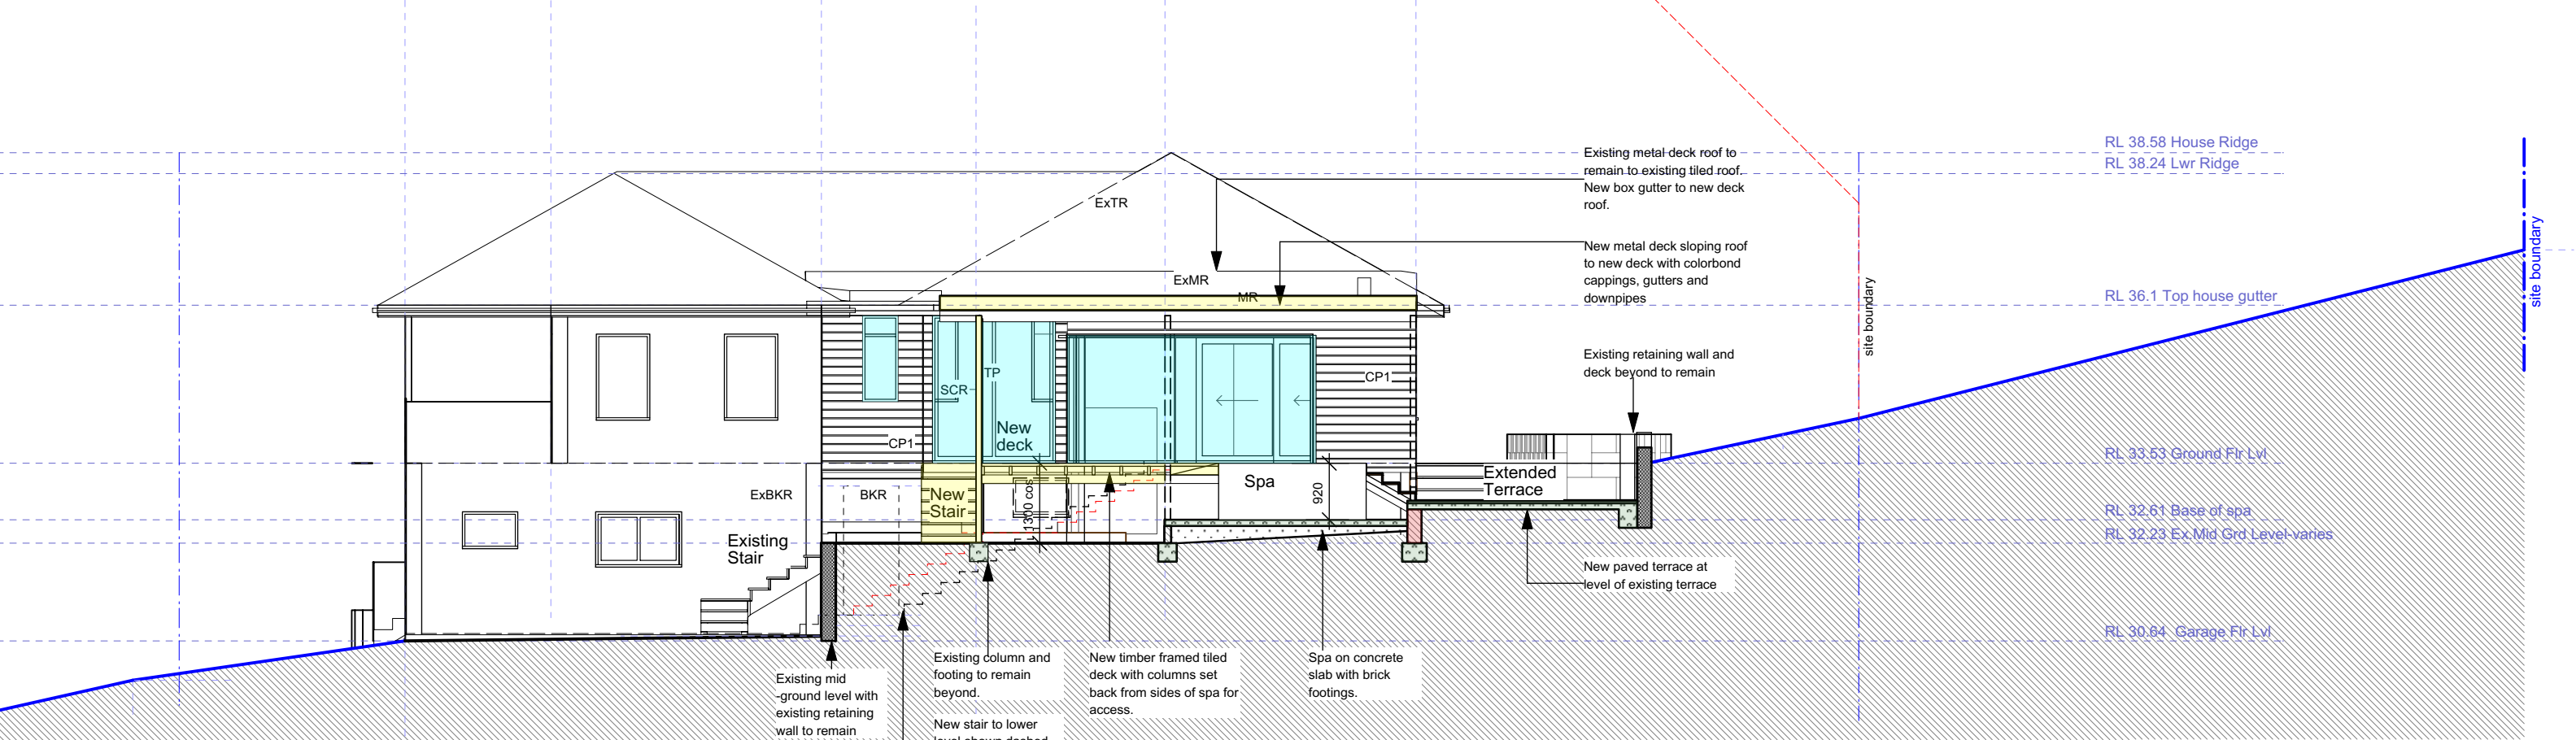 RL 38.58 House Ridge
RL 38.24 Lwr Ridge
Existing metal deck roof to
remain to existing tiled roof.
New box gutter to new deck
roof.
ExTR
site boundary
New metal deck sloping roof
to new deck with colorbond
cappings, gutters and
downpipes
ExMR
MR
RL 36.1 Top house gutter
site boundary
Existing retaining wall and
deck beyond to remain
TP
SCR
CP1
New
deck
CP1
RL 33.53 Ground Flr Lvl
Extended
Terrace
Spa
920
1300 cos
ExBKR
BKR
New
Stair
RL 32.61 Base of spa
RL 32.23 Ex.Mid Grd Level-varies
Existing
Stair
New paved terrace at
level of existing terrace
RL 30.64 Garage Flr Lvl
Existing mid
-ground level with
existing retaining
wall to remain
Existing column and
footing to remain
beyond.
New stair to lower
level shown dashed
New timber framed tiled
deck with columns set
back from sides of spa for
access.
Spa on concrete
slab with brick
footings.